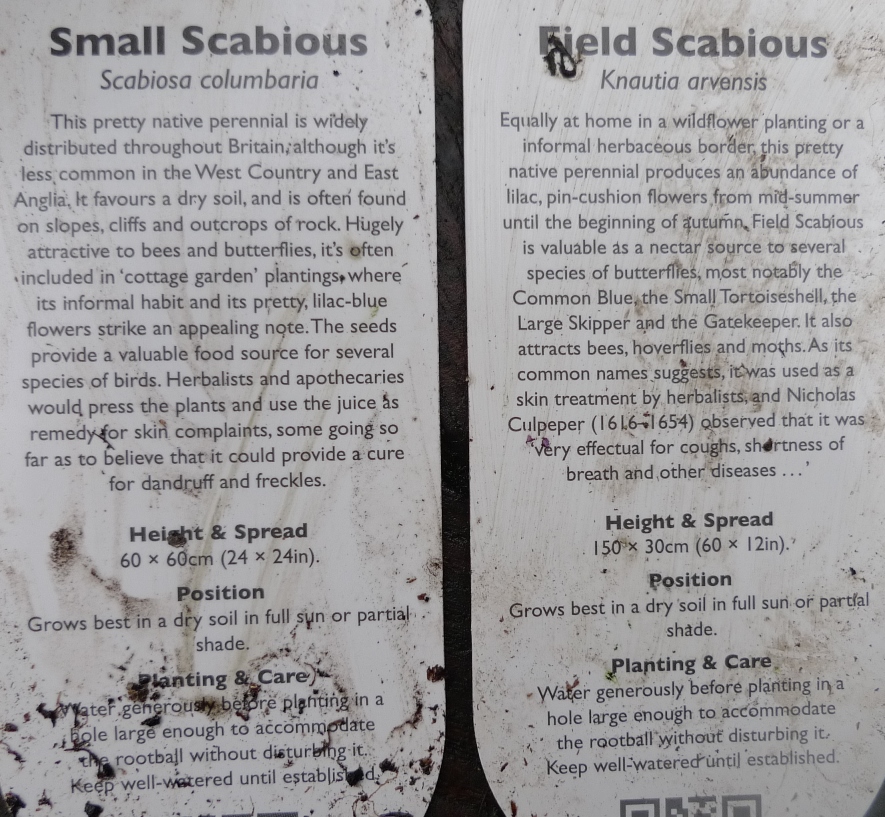 Small Scabious
Scabiosa columbaria
This pretty native perennial is widely
distributed throughout Britain, although it's
less common in the West Country and East
Anglia. It favours a dry soil, and is often found
on slopes, cliffs and outcrops of rock. Hugely
attractive to bees and butterflies, it's often
included in 'cottage garden' plantings, where
its informal habit and its pretty, lilac-blue
flowers strike an appealing note. The seeds
provide a valuable food source for several
species of birds. Herbalists and apothecaries
would press the plants and use the juice as
remedy for skin complaints, some going so
far as to believe that it could provide a cure
for dandruff and freckles.
Height & Spread
60 × 60cm (24 × 24in).
Position
Grows best in a dry soil in full sun or partial
shade.
Planting & Care
Water generously before planting in a
hole large enough to accommodate
the rootball without disturbing it.
Keep well-watered until established.
Field Scabious
Knautia arvensis
Equally at home in a wildflower planting or a
informal herbaceous border, this pretty
native perennial produces an abundance of
lilac, pin-cushion flowers from mid-summer
until the beginning of autumn. Field Scabious
is valuable as a nectar source to several
species of butterflies, most notably the
Common Blue, the Small Tortoiseshell, the
Large Skipper and the Gatekeeper. It also
attracts bees, hoverflies and moths. As its
common names suggests, it was used as a
skin treatment by herbalists, and Nicholas
Culpeper (1616–1654) observed that it was
'very effectual for coughs, shortness of
breath and other diseases ...'
Height & Spread
150 × 30cm (60 × 12in).
Position
Grows best in a dry soil in full sun or partial
shade.
Planting & Care
Water generously before planting in a
hole large enough to accommodate
the rootball without disturbing it.
Keep well-watered until established.